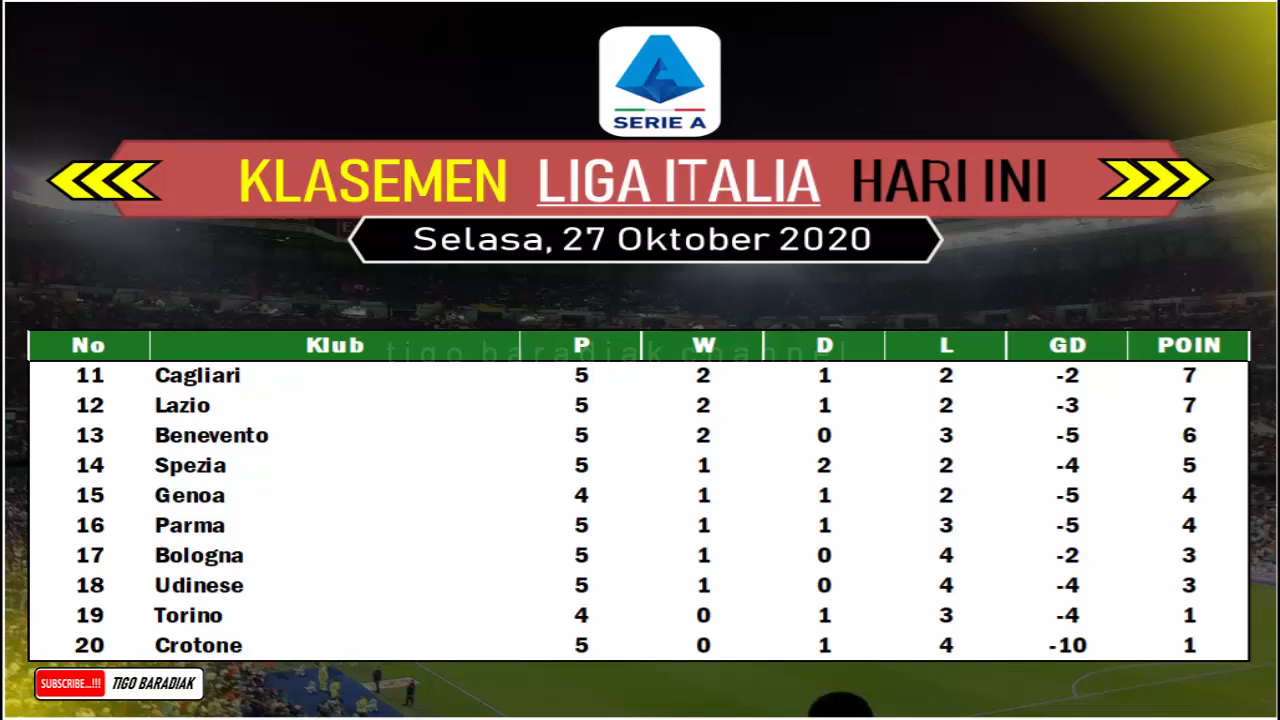 SERIE A
KLASEMEN LIGA ITALIA HARI INI
Selasa, 27 Oktober 2020
No Klub P W D L GD POIN
tigo baradiak channel
11 Cagliari 5 2 1 2 -2 7
12 Lazio 5 2 1 2 -3 7
13 Benevento 5 2 0 3 -5 6
14 Spezia 5 1 2 2 -4 5
15 Genoa 4 1 1 2 -5 4
16 Parma 5 1 1 3 -5 4
17 Bologna 5 1 0 4 -2 3
18 Udinese 5 1 0 4 -4 3
19 Torino 4 0 1 3 -4 1
20 Crotone 5 0 1 4 -10 1
SUBSCRIBE...!!! TIGO BARADIAK